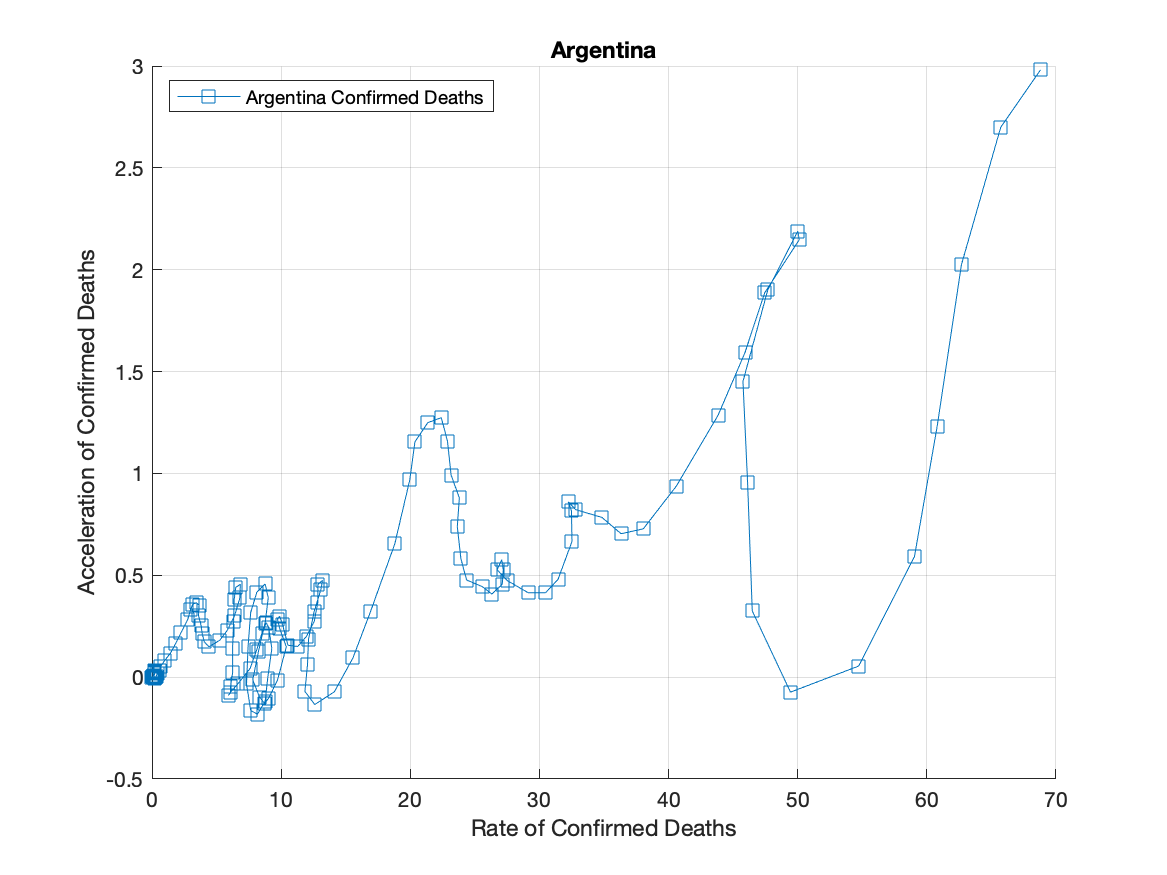 Argentina
Argentina Confirmed Deaths
3
2.5
2
1.5
1
0.5
0
-0.5
Acceleration of Confirmed Deaths
0 10 20 30 40 50 60 70
Rate of Confirmed Deaths